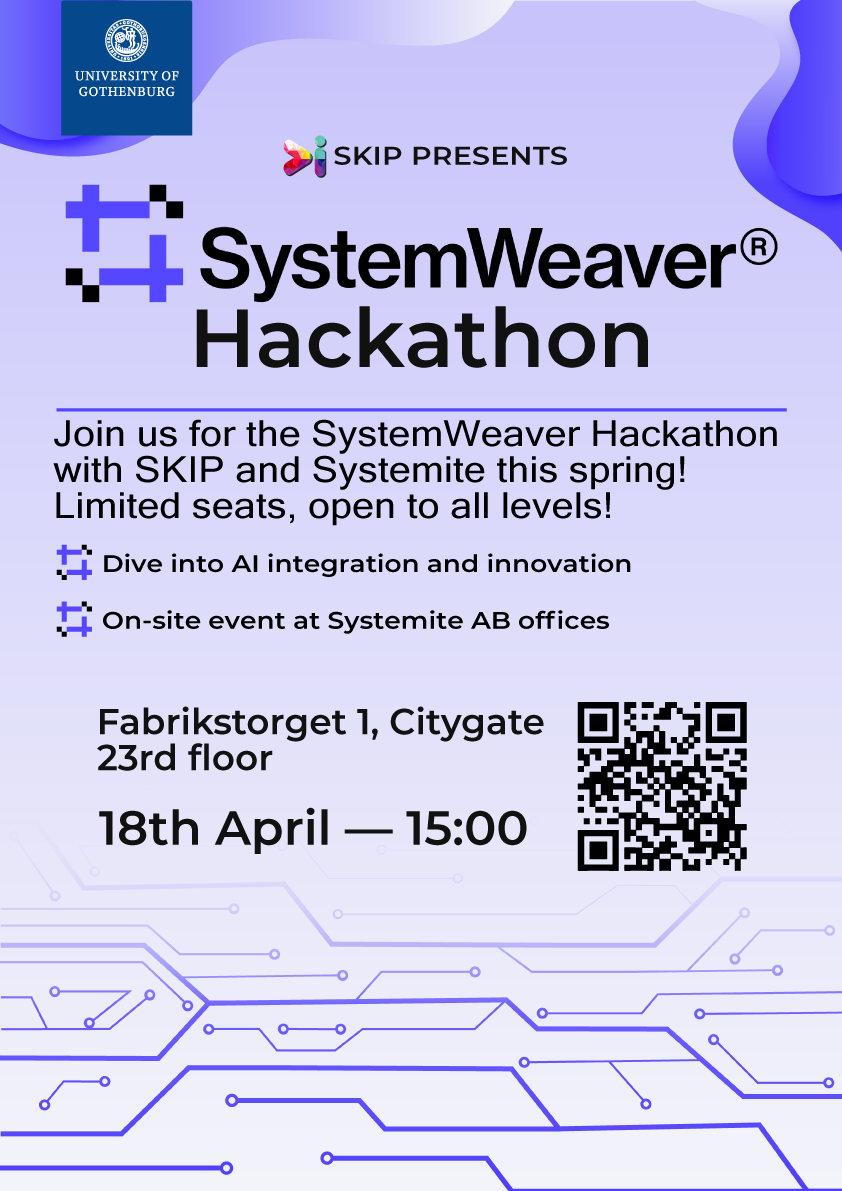 UNIVERSITY OF
GOTHENBURG
SKIP PRESENTS
SystemWeaver®
Hackathon
Join us for the SystemWeaver Hackathon
with SKIP and Systemite this spring!
Limited seats, open to all levels!
Dive into AI integration and innovation
On-site event at Systemite AB offices
Fabrikstorget 1, Citygate
23rd floor
18th April — 15:00